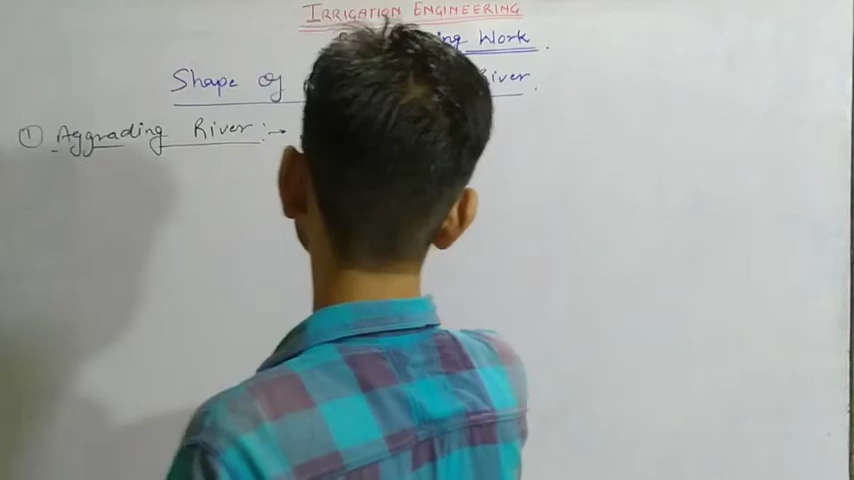 IRRIGATION ENGINEERING
Work.
Shape of River.
① Aggrading River:→